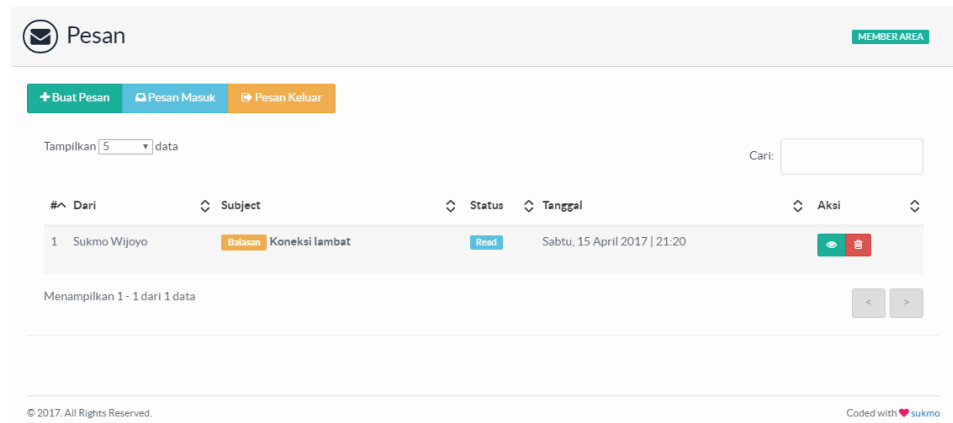 Pesan
MEMBER AREA
Buat Pesan Pesan Masuk Pesan Keluar
Tampilkan 5 data
Cari:
# Dari Subject Status Tanggal Aksi
1 Sukmo Wijoyo Balasan Koneksi lambat Read Sabtu, 15 April 2017 | 21:20
Menampilkan 1 - 1 dari 1 data
< >
© 2017. All Rights Reserved.
Coded with ♥ sukmo